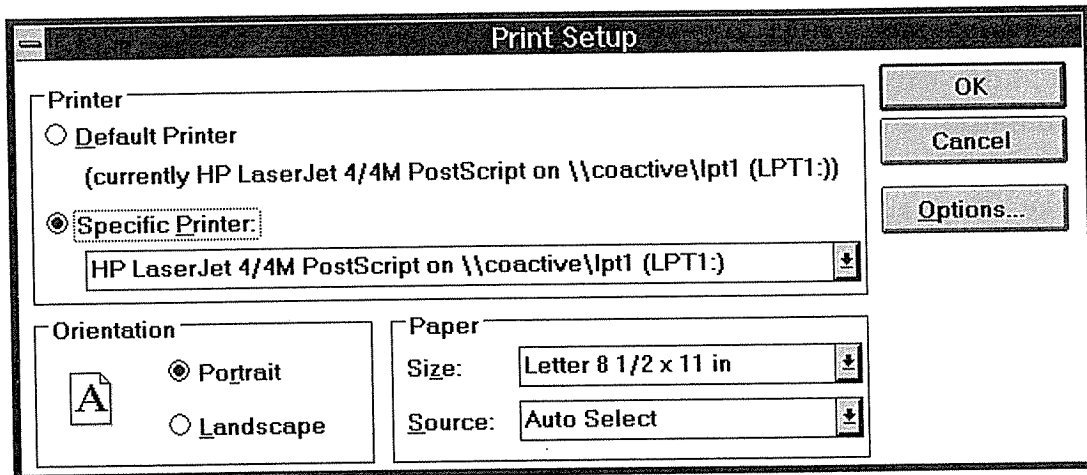 Print Setup
Printer
Default Printer
(currently HP LaserJet 4/4M PostScript on \\coactive\lpt1 (LPT1:))
Specific Printer:
HP LaserJet 4/4M PostScript on \\coactive\lpt1 (LPT1:)
OK
Cancel
Options...
Orientation
A
Portrait
Landscape
Paper
Size: Letter 8 1/2 x 11 in
Source: Auto Select